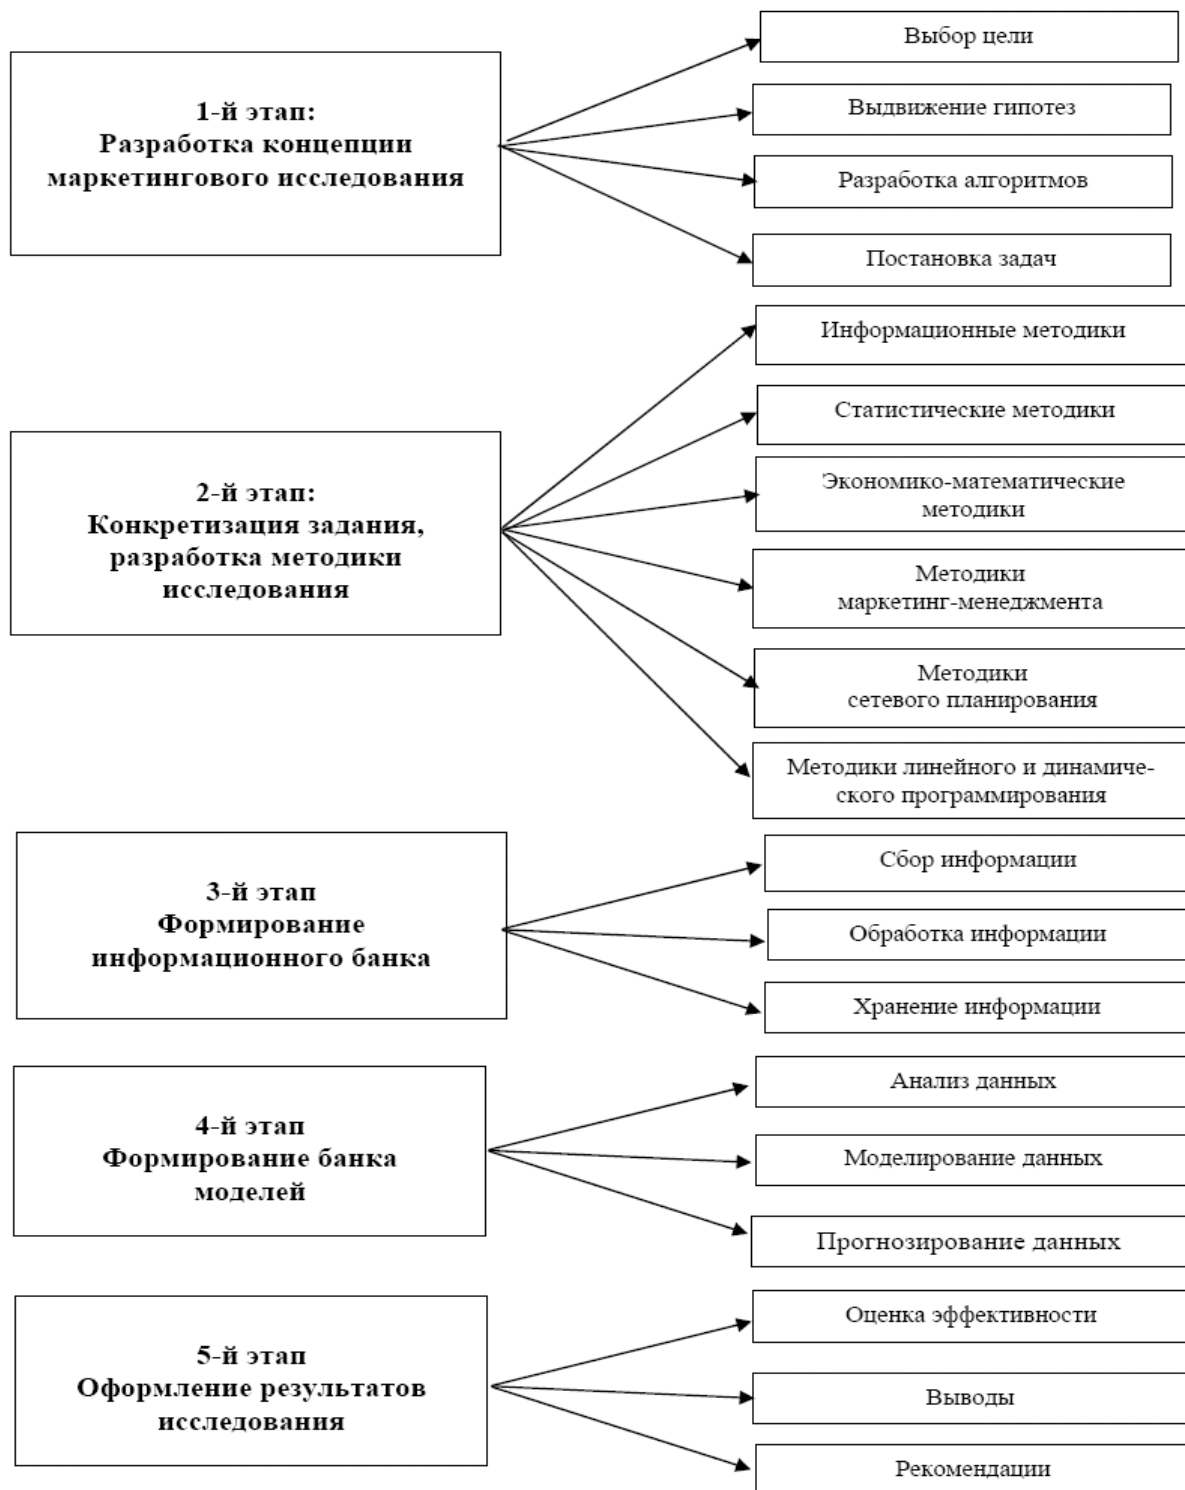 1-й этап:
Разработка концепции
маркетингового исследования
Выбор цели
Выдвижение гипотез
Разработка алгоритмов
Постановка задач
2-й этап:
Конкретизация задания,
разработка методики
исследования
Информационные методики
Статистические методики
Экономико-математические
методики
Методики
маркетинг-менеджмента
Методики
сетевого планирования
Методики линейного и динамиче-
ского программирования
3-й этап
Формирование
информационного банка
Сбор информации
Обработка информации
Хранение информации
4-й этап
Формирование банка
моделей
Анализ данных
Моделирование данных
Прогнозирование данных
5-й этап
Оформление результатов
исследования
Оценка эффективности
Выводы
Рекомендации